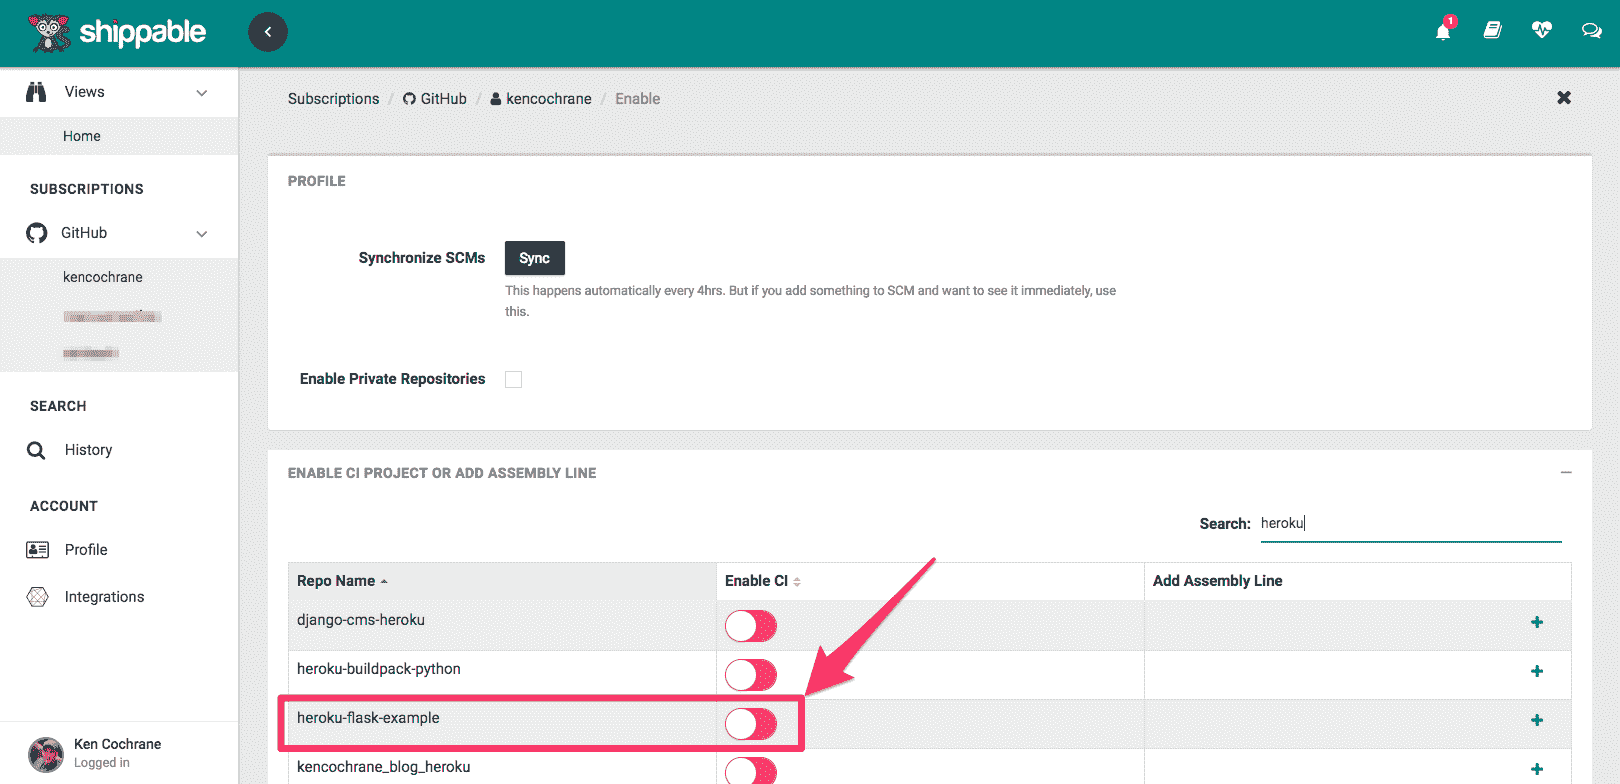 shippable
1
Views
Home
SUBSCRIPTIONS
GitHub
kencochrane
SEARCH
History
ACCOUNT
Profile
Integrations
Ken Cochrane
Logged in
Subscriptions / GitHub / kencochrane / Enable
PROFILE
Synchronize SCMs
Sync
This happens automatically every 4hrs. But if you add something to SCM and want to see it immediately, use
this.
Enable Private Repositories
ENABLE CI PROJECT OR ADD ASSEMBLY LINE
Search: heroku
Repo Name Enable CI Add Assembly Line
django-cms-heroku
heroku-buildpack-python
heroku-flask-example
kencochrane_blog_heroku